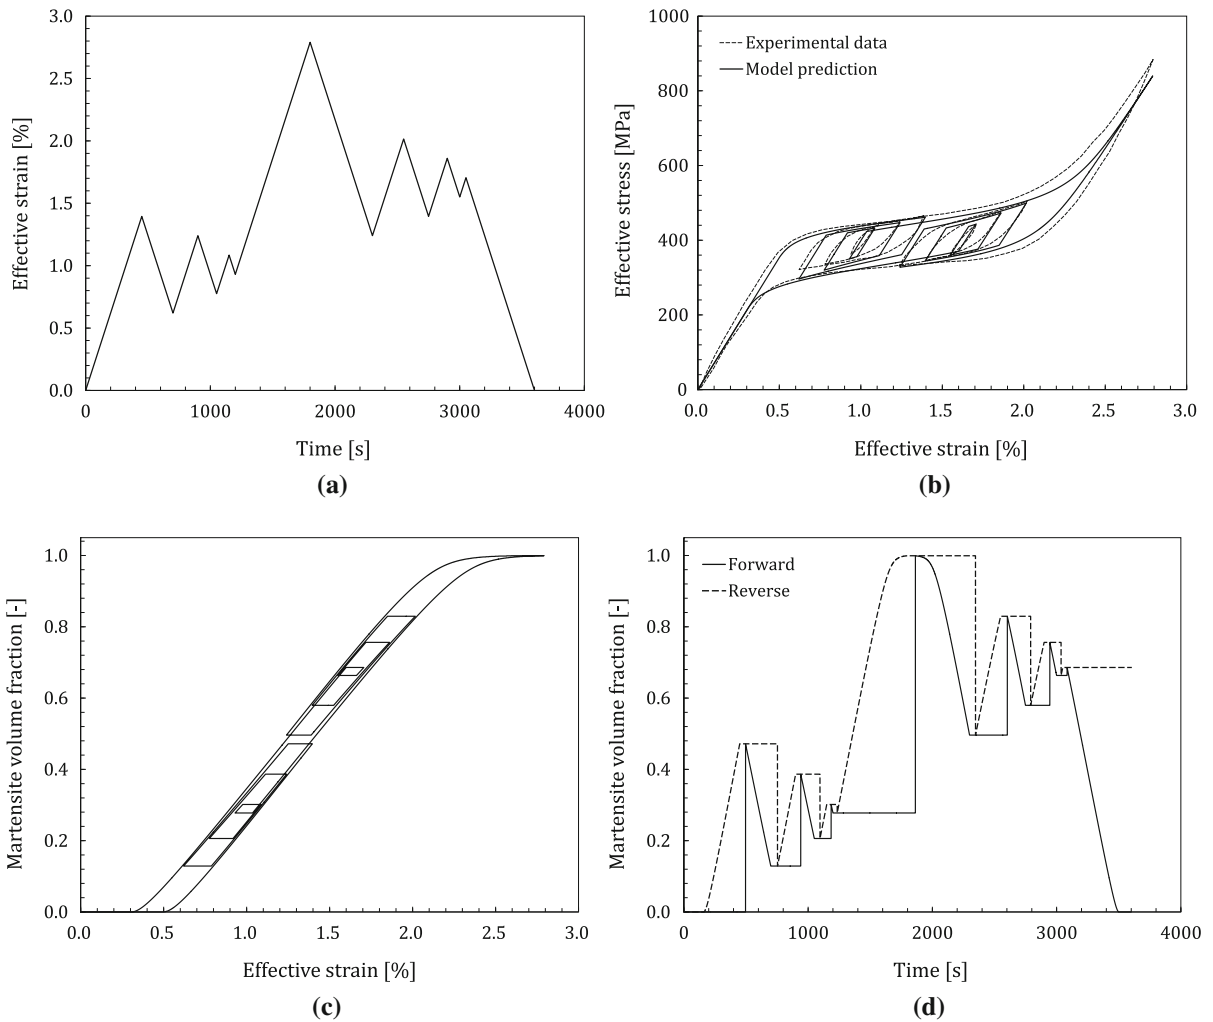 3.0
2.5
2.0
1.5
1.0
0.5
0.0
Effective strain [%]
0 1000 2000 3000 4000
Time [s]
(a)
1000
800
600
400
200
0
Effective stress [MPa]
Experimental data
Model prediction
0.0 0.5 1.0 1.5 2.0 2.5 3.0
Effective strain [%]
(b)
1.0
0.8
0.6
0.4
0.2
0.0
Martensite volume fraction [-]
0.0 0.5 1.0 1.5 2.0 2.5 3.0
Effective strain [%]
(c)
1.0
0.8
0.6
0.4
0.2
0.0
Martensite volume fraction [-]
Forward
Reverse
0 1000 2000 3000 4000
Time [s]
(d)